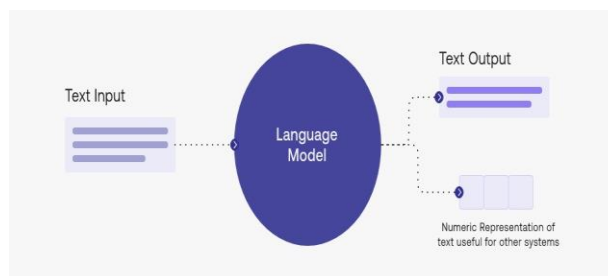 Text Input
Language
Model
Text Output
Numeric Representation of
text useful for other systems